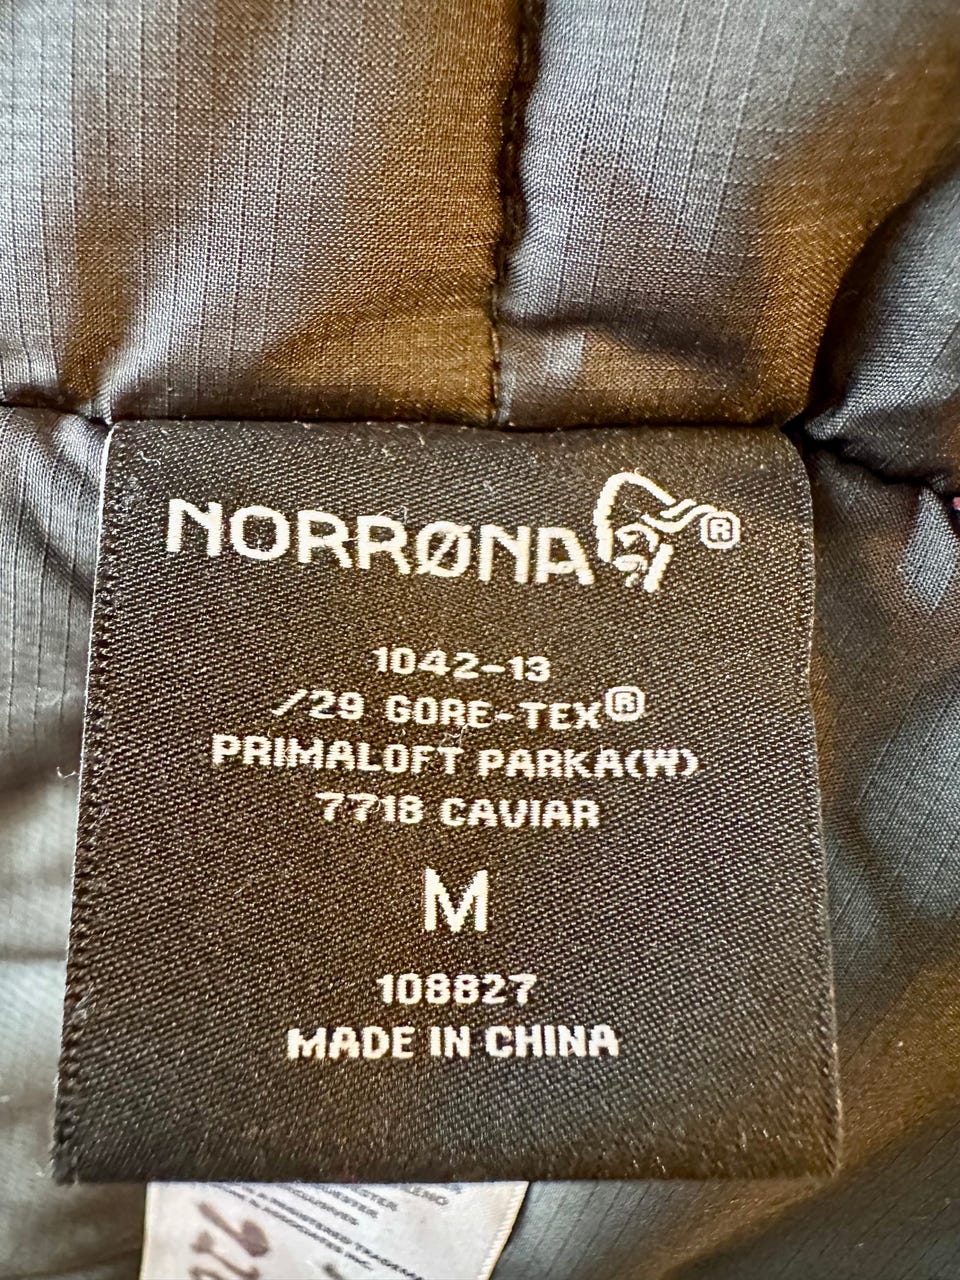 NORRØNA ®
1042-13
/29 GORE-TEX®
PRIMALOFT PARKA(W)
7718 CAVIAR
M
108827
MADE IN CHINA